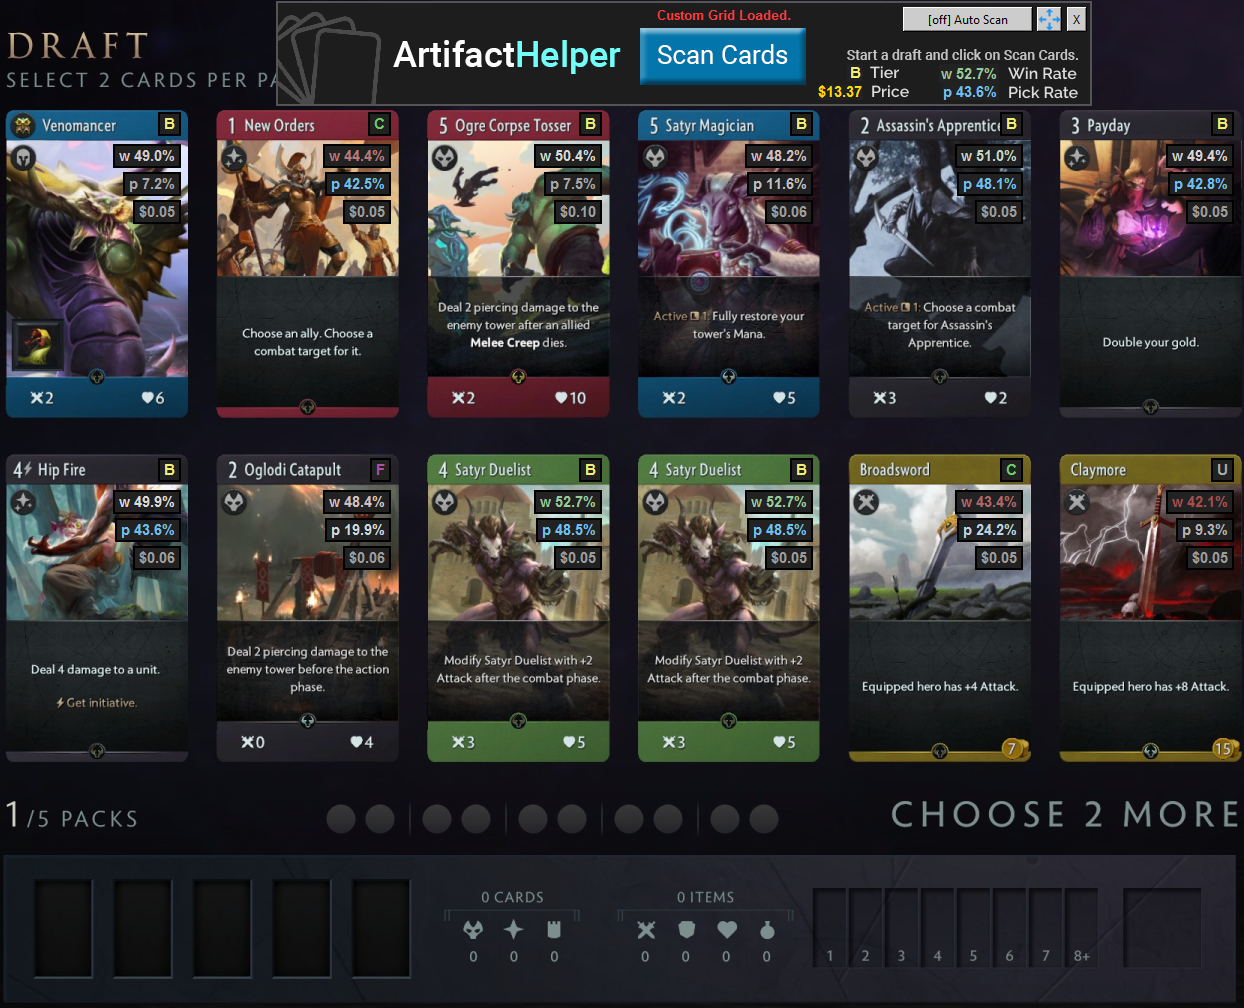 DRAFT
SELECT 2 CARDS PER PA
ArtifactHelper
Custom Grid Loaded.
Scan Cards
[off] Auto Scan
X
Start a draft and click on Scan Cards.
B Tier
w 52.7% Win Rate
$13.37 Price
p 43.6% Pick Rate
Venomancer B
w 49.0%
p 7.2%
$0.05
2
6
1 New Orders C
w 44.4%
p 42.5%
$0.05
Choose an ally. Choose a
combat target for it.
5 Ogre Corpse Tosser B
w 50.4%
p 7.5%
$0.10
Deal 2 piercing damage to the
enemy tower after an allied
Melee Creep dies.
2
10
5 Satyr Magician B
w 48.2%
p 11.6%
$0.06
Active 1: Fully restore your
tower's Mana.
2
5
2 Assassin's Apprentice B
w 51.0%
p 48.1%
$0.05
Active 1: Choose a combat
target for Assassin's
Apprentice.
3
2
3 Payday B
w 49.4%
p 42.8%
$0.05
Double your gold.
4 Hip Fire B
w 49.9%
p 43.6%
$0.06
Deal 4 damage to a unit.
Get initiative.
2 Oglodi Catapult F
w 48.4%
p 19.9%
$0.06
Deal 2 piercing damage to the
enemy tower before the action
phase.
0
4
4 Satyr Duelist B
w 52.7%
p 48.5%
$0.05
Modify Satyr Duelist with +2
Attack after the combat phase.
3
5
4 Satyr Duelist B
w 52.7%
p 48.5%
$0.05
Modify Satyr Duelist with +2
Attack after the combat phase.
3
5
Broadsword C
w 43.4%
p 24.2%
$0.05
Equipped hero has +4 Attack.
7
Claymore U
w 42.1%
p 9.3%
$0.05
Equipped hero has +8 Attack.
15
1/5 PACKS
CHOOSE 2 MORE
0 CARDS
0 0 0
0 ITEMS
0 0 0 0
1 2 3 4 5 6 7 8+